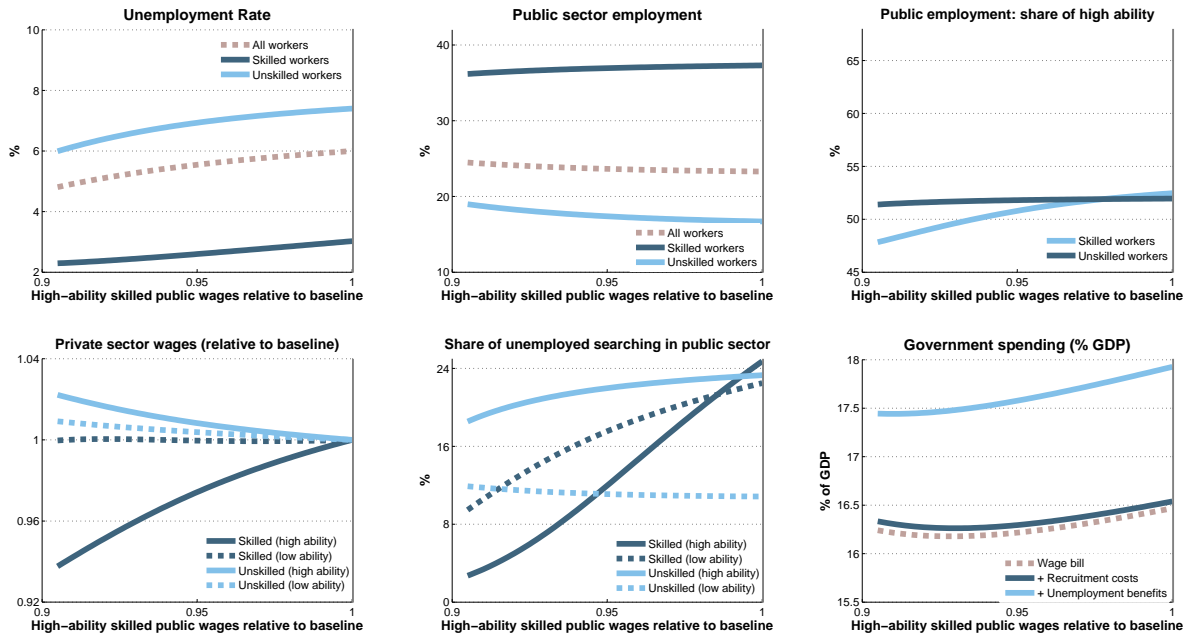 Unemployment Rate
10
8
6
4
2
%
0.9
0.95
1
All workers
Skilled workers
Unskilled workers
High−ability skilled public wages relative to baseline
Public sector employment
40
30
20
10
%
0.9
0.95
1
All workers
Skilled workers
Unskilled workers
High−ability skilled public wages relative to baseline
Public employment: share of high ability
65
60
55
50
45
%
0.9
0.95
1
Skilled workers
Unskilled workers
High−ability skilled public wages relative to baseline
Private sector wages (relative to baseline)
1.04
1
0.96
0.92
0.9
0.95
1
Skilled (high ability)
Skilled (low ability)
Unskilled (high ability)
Unskilled (low ability)
High−ability skilled public wages relative to baseline
Share of unemployed searching in public sector
24
16
8
0
%
0.9
0.95
1
Skilled (high ability)
Skilled (low ability)
Unskilled (high ability)
Unskilled (low ability)
High−ability skilled public wages relative to baseline
Government spending (% GDP)
18
17.5
17
16.5
16
15.5
% of GDP
0.9
0.95
1
Wage bill
+ Recruitment costs
+ Unemployment benefits
High−ability skilled public wages relative to baseline